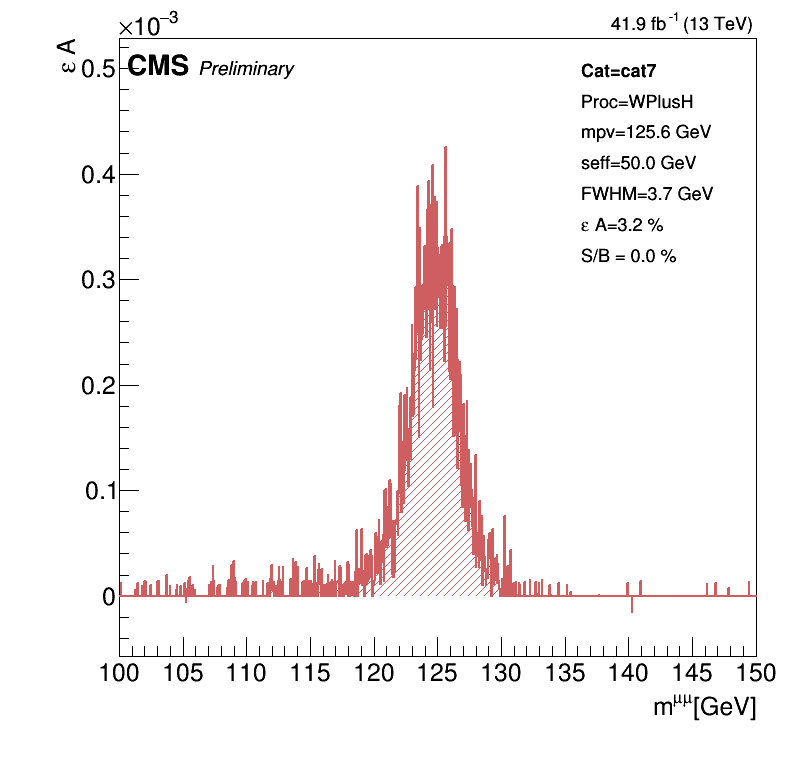 ×10⁻³
41.9 fb⁻¹ (13 TeV)
ε A
CMS Preliminary
Cat=cat7
Proc=WPlusH
mpv=125.6 GeV
seff=50.0 GeV
FWHM=3.7 GeV
ε A=3.2 %
S/B = 0.0 %
0.5
0.4
0.3
0.2
0.1
0
100 105 110 115 120 125 130 135 140 145 150
m^μμ[GeV]